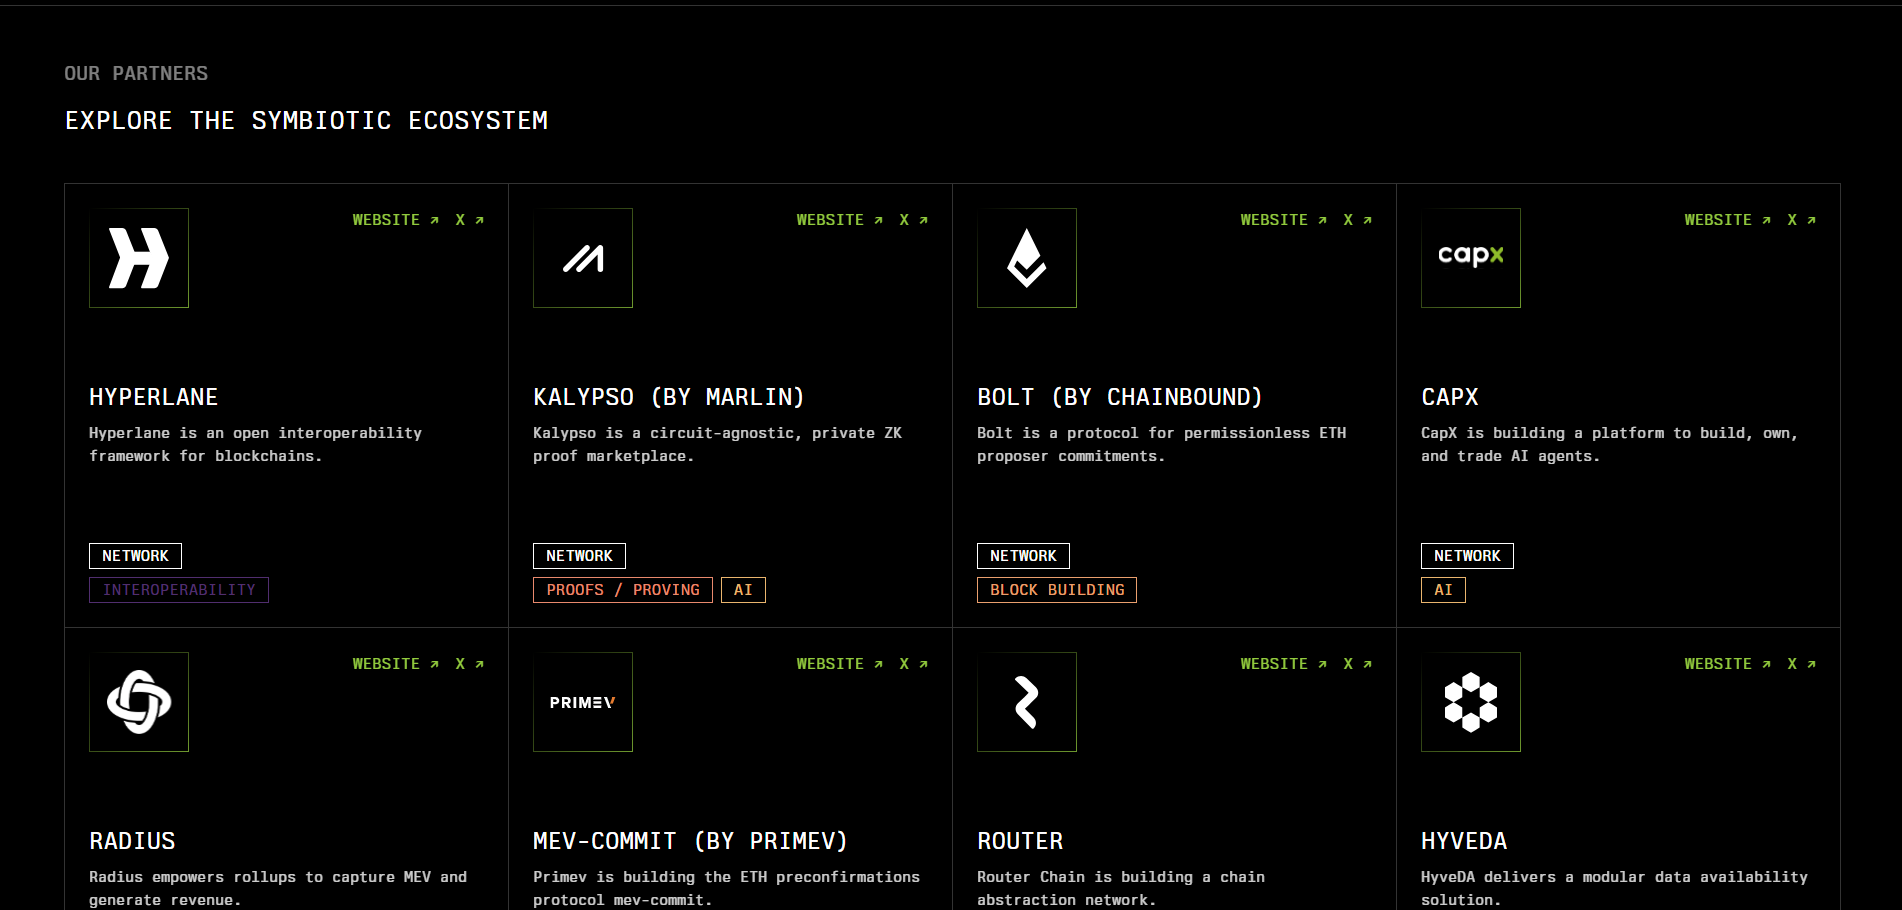 OUR PARTNERS
EXPLORE THE SYMBIOTIC ECOSYSTEM
WEBSITE ↗ X ↗
HYPERLANE
Hyperlane is an open interoperability
framework for blockchains.
NETWORK
INTEROPERABILITY
WEBSITE ↗ X ↗
KALYPSO (BY MARLIN)
Kalypso is a circuit-agnostic, private ZK
proof marketplace.
NETWORK
PROOFS / PROVING AI
WEBSITE ↗ X ↗
BOLT (BY CHAINBOUND)
Bolt is a protocol for permissionless ETH
proposer commitments.
NETWORK
BLOCK BUILDING
capx
WEBSITE ↗ X ↗
CAPX
CapX is building a platform to build, own,
and trade AI agents.
NETWORK
AI
WEBSITE ↗ X ↗
RADIUS
Radius empowers rollups to capture MEV and
generate revenue.
PRIMEV
WEBSITE ↗ X ↗
MEV-COMMIT (BY PRIMEV)
Primev is building the ETH preconfirmations
protocol mev-commit.
WEBSITE ↗ X ↗
ROUTER
Router Chain is building a chain
abstraction network.
WEBSITE ↗ X ↗
HYVEDA
HyveDA delivers a modular data availability
solution.